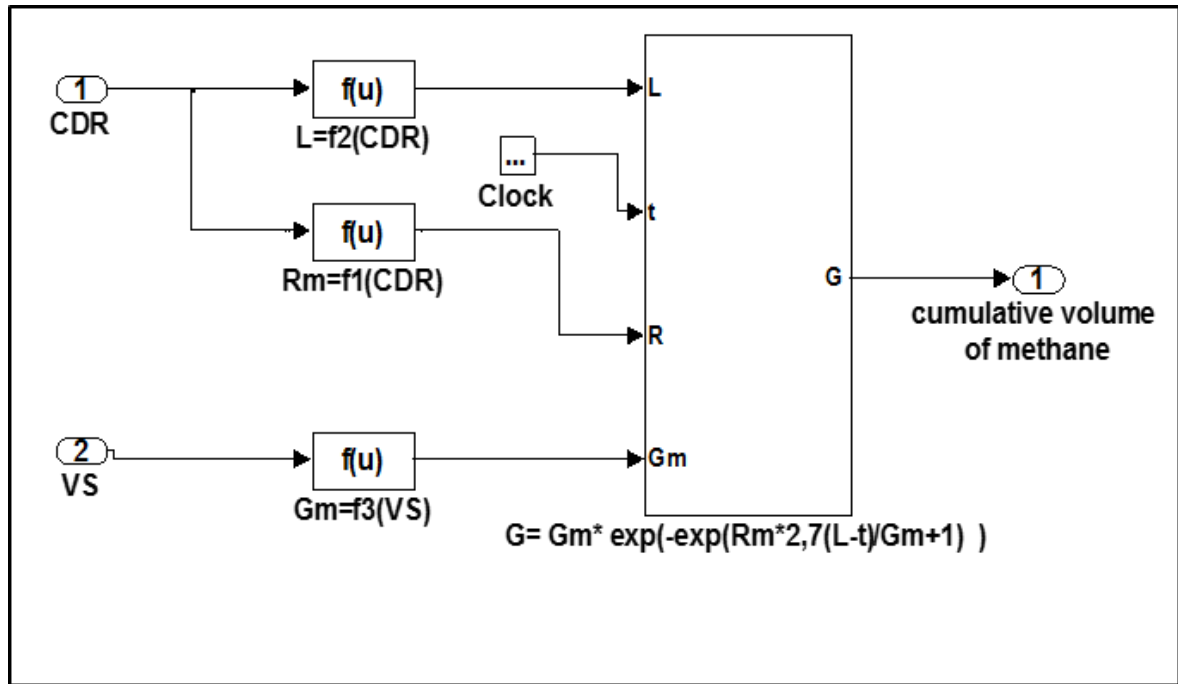 1
CDR
f(u)
L=f2(CDR)
L
...
Clock
t
f(u)
Rm=f1(CDR)
R
G
1
cumulative volume
of methane
2
VS
f(u)
Gm=f3(VS)
Gm
G= Gm* exp(-exp(Rm*2,7(L-t)/Gm+1) )